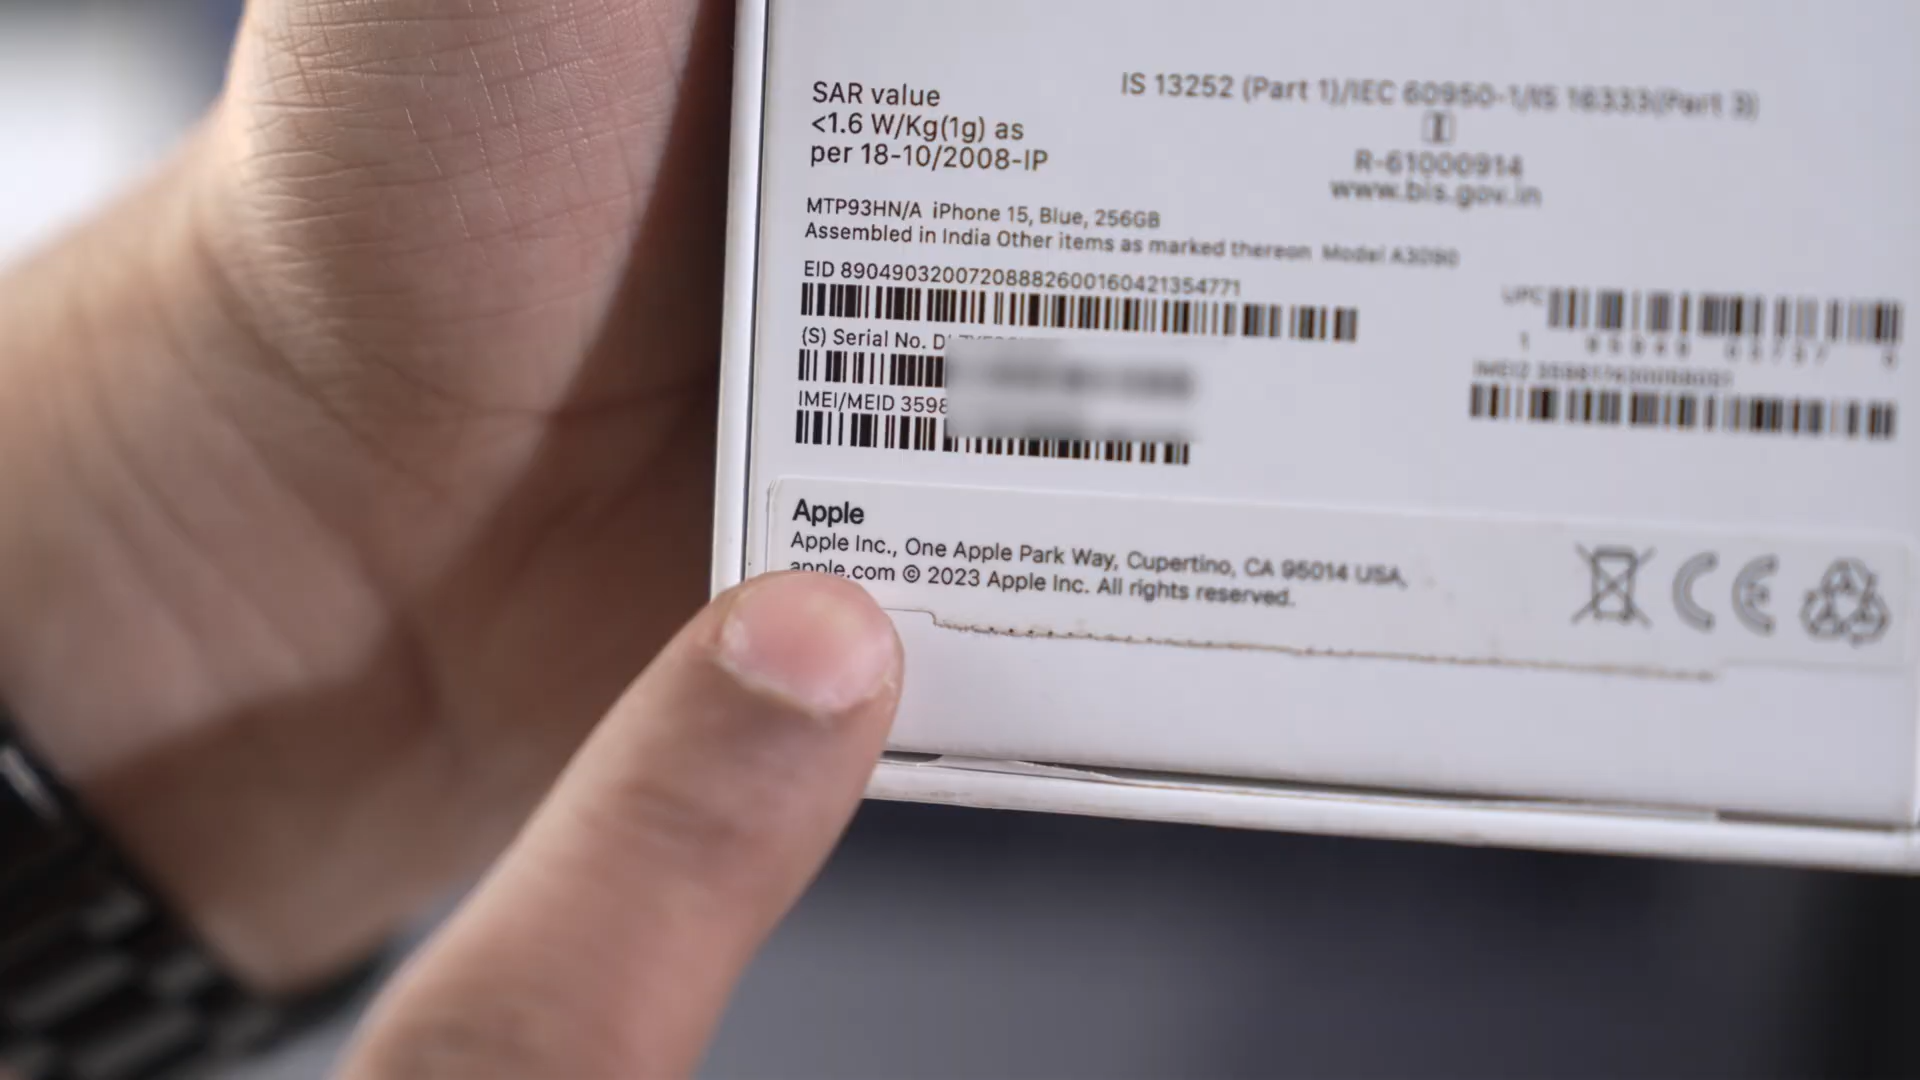 SAR value
<1.6 W/Kg(1g) as
per 18-10/2008-IP
IS 13252 (Part 1)/IEC 60950-1/IS 16333(Part 3)
R-61000914
www.bis.gov.in
MTP93HN/A iPhone 15, Blue, 256GB
Assembled in India Other items as marked thereon Model A3090
EID 89049032007208882600160421354771
(S) Serial No.
IMEI/MEID 3598
UPC
IMEI2
Apple
Apple Inc., One Apple Park Way, Cupertino, CA 95014 USA,
apple.com © 2023 Apple Inc. All rights reserved.